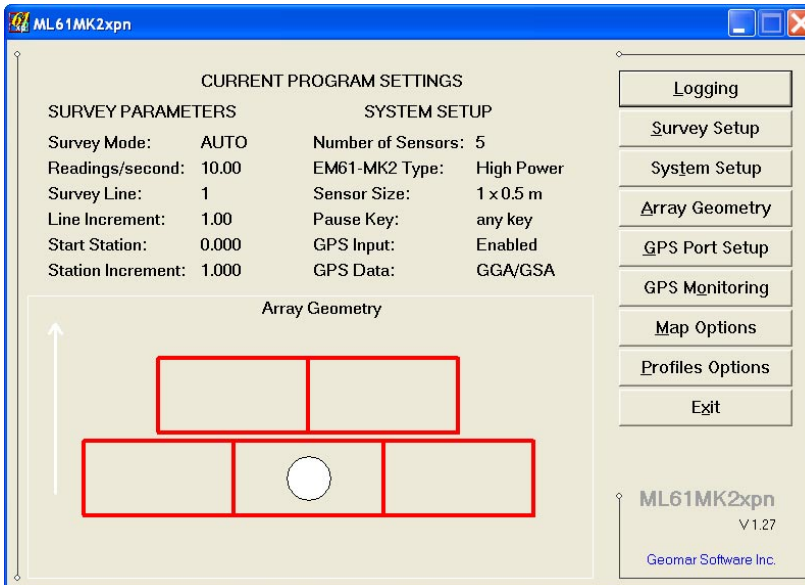 ML61MK2xpn
CURRENT PROGRAM SETTINGS
SURVEY PARAMETERS
Survey Mode: AUTO
Readings/second: 10.00
Survey Line: 1
Line Increment: 1.00
Start Station: 0.000
Station Increment: 1.000
SYSTEM SETUP
Number of Sensors: 5
EM61-MK2 Type: High Power
Sensor Size: 1 x 0.5 m
Pause Key: any key
GPS Input: Enabled
GPS Data: GGA/GSA
Array Geometry
Logging
Survey Setup
System Setup
Array Geometry
GPS Port Setup
GPS Monitoring
Map Options
Profiles Options
Exit
ML61MK2xpn
V 1.27
Geomar Software Inc.